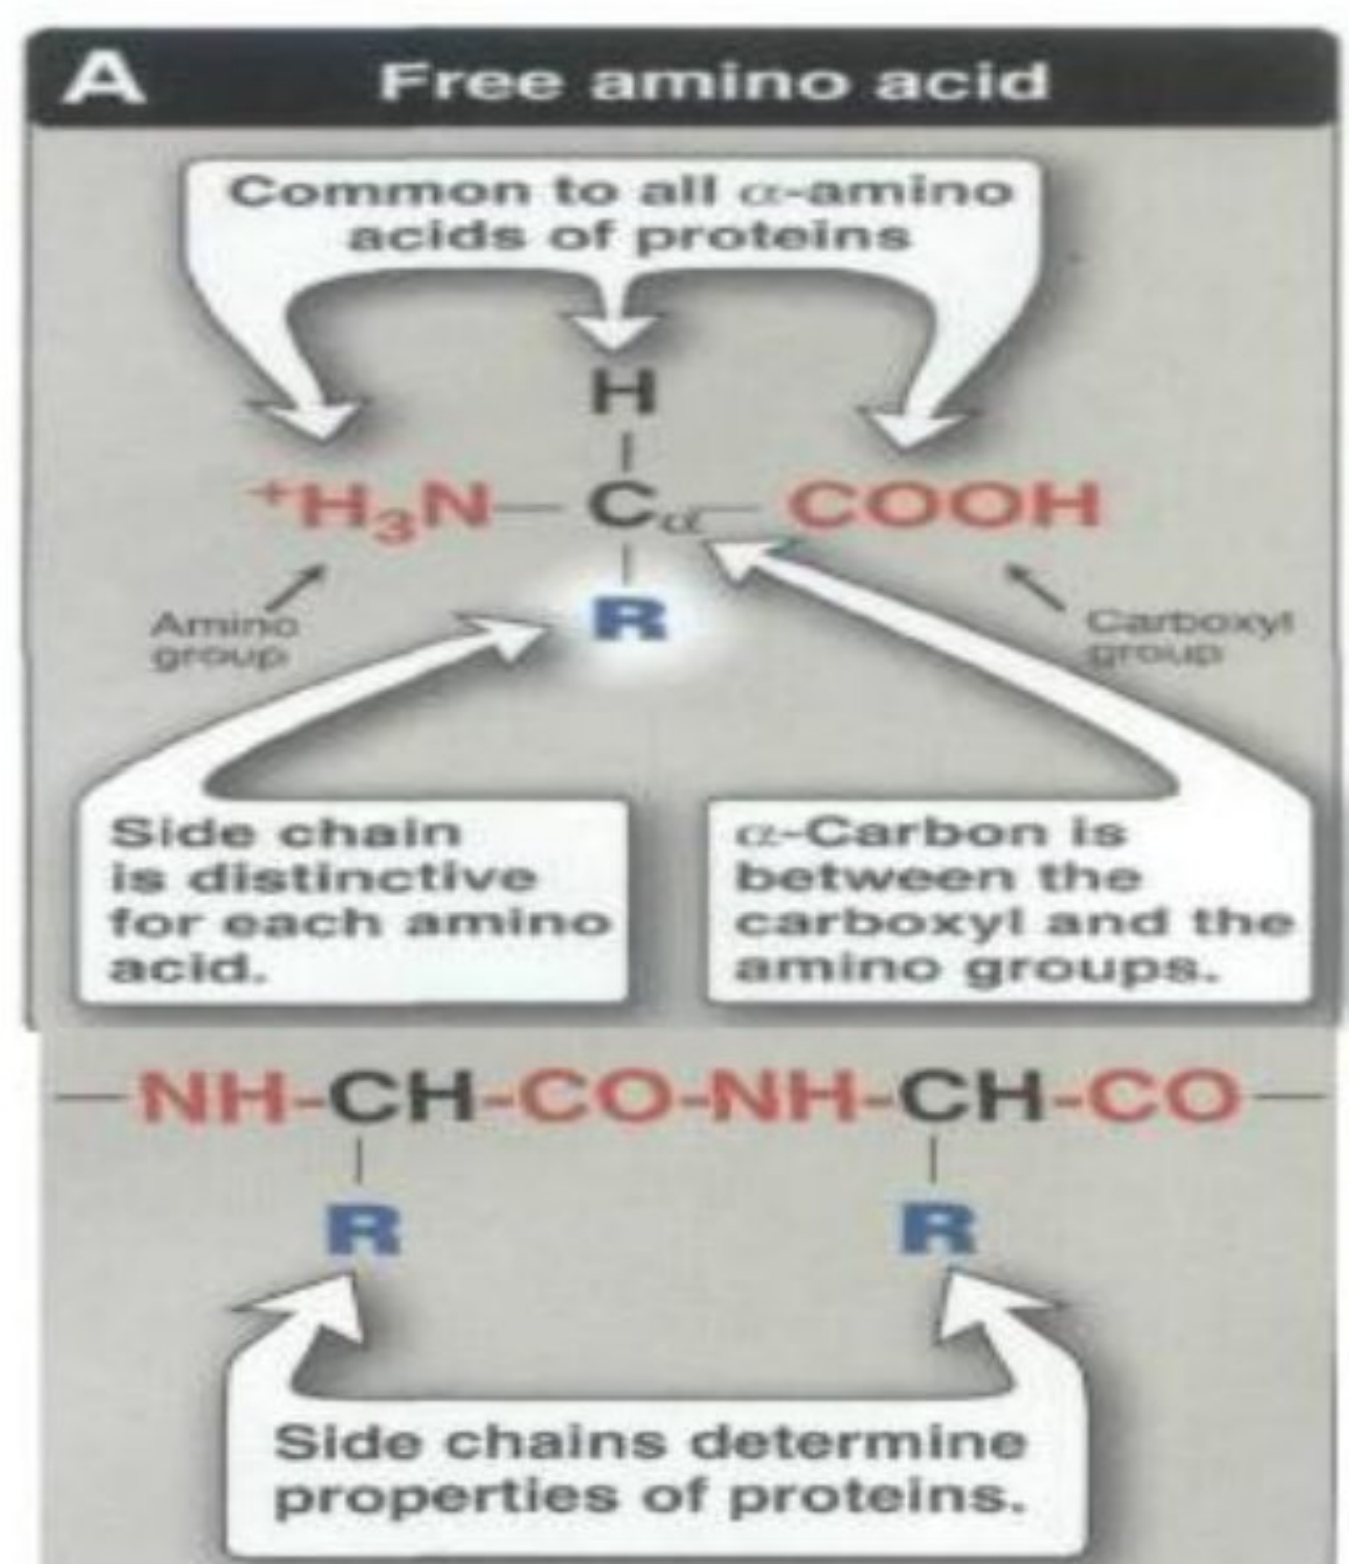 A Free amino acid
Common to all α-amino
acids of proteins
H
+H3N—Cα—COOH
R
Amino
group
Carboxyl
group
Side chain
is distinctive
for each amino
acid.
α-Carbon is
between the
carboxyl and the
amino groups.
—NH-CH-CO-NH-CH-CO—
R R
Side chains determine
properties of proteins.